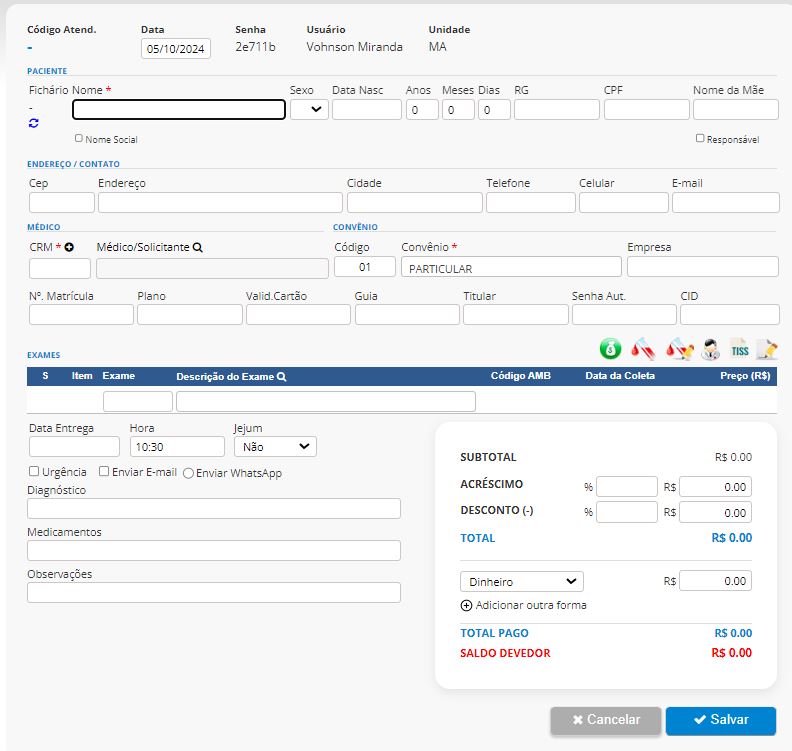 Código Atend. Data Senha Usuário Unidade
- 05/10/2024 2e711b Vohnson Miranda MA
PACIENTE
Fichário Nome * Sexo Data Nasc Anos Meses Dias RG CPF Nome da Mãe
- 0 0 0
Nome Social Responsável
ENDEREÇO / CONTATO
Cep Endereço Cidade Telefone Celular E-mail
MÉDICO CONVÊNIO
CRM * Médico/Solicitante Código Convênio * Empresa
01 PARTICULAR
Nº. Matrícula Plano Valid.Cartão Guia Titular Senha Aut. CID
TISS
EXAMES
S Item Exame Descrição do Exame Código AMB Data da Coleta Preço (R$)
Data Entrega Hora Jejum
10:30 Não
Urgência Enviar E-mail Enviar WhatsApp
Diagnóstico
Medicamentos
Observações
SUBTOTAL R$ 0.00
ACRÉSCIMO % R$ 0.00
DESCONTO (-) % R$ 0.00
TOTAL R$ 0.00
Dinheiro R$ 0.00
Adicionar outra forma
TOTAL PAGO R$ 0.00
SALDO DEVEDOR R$ 0.00
Cancelar Salvar